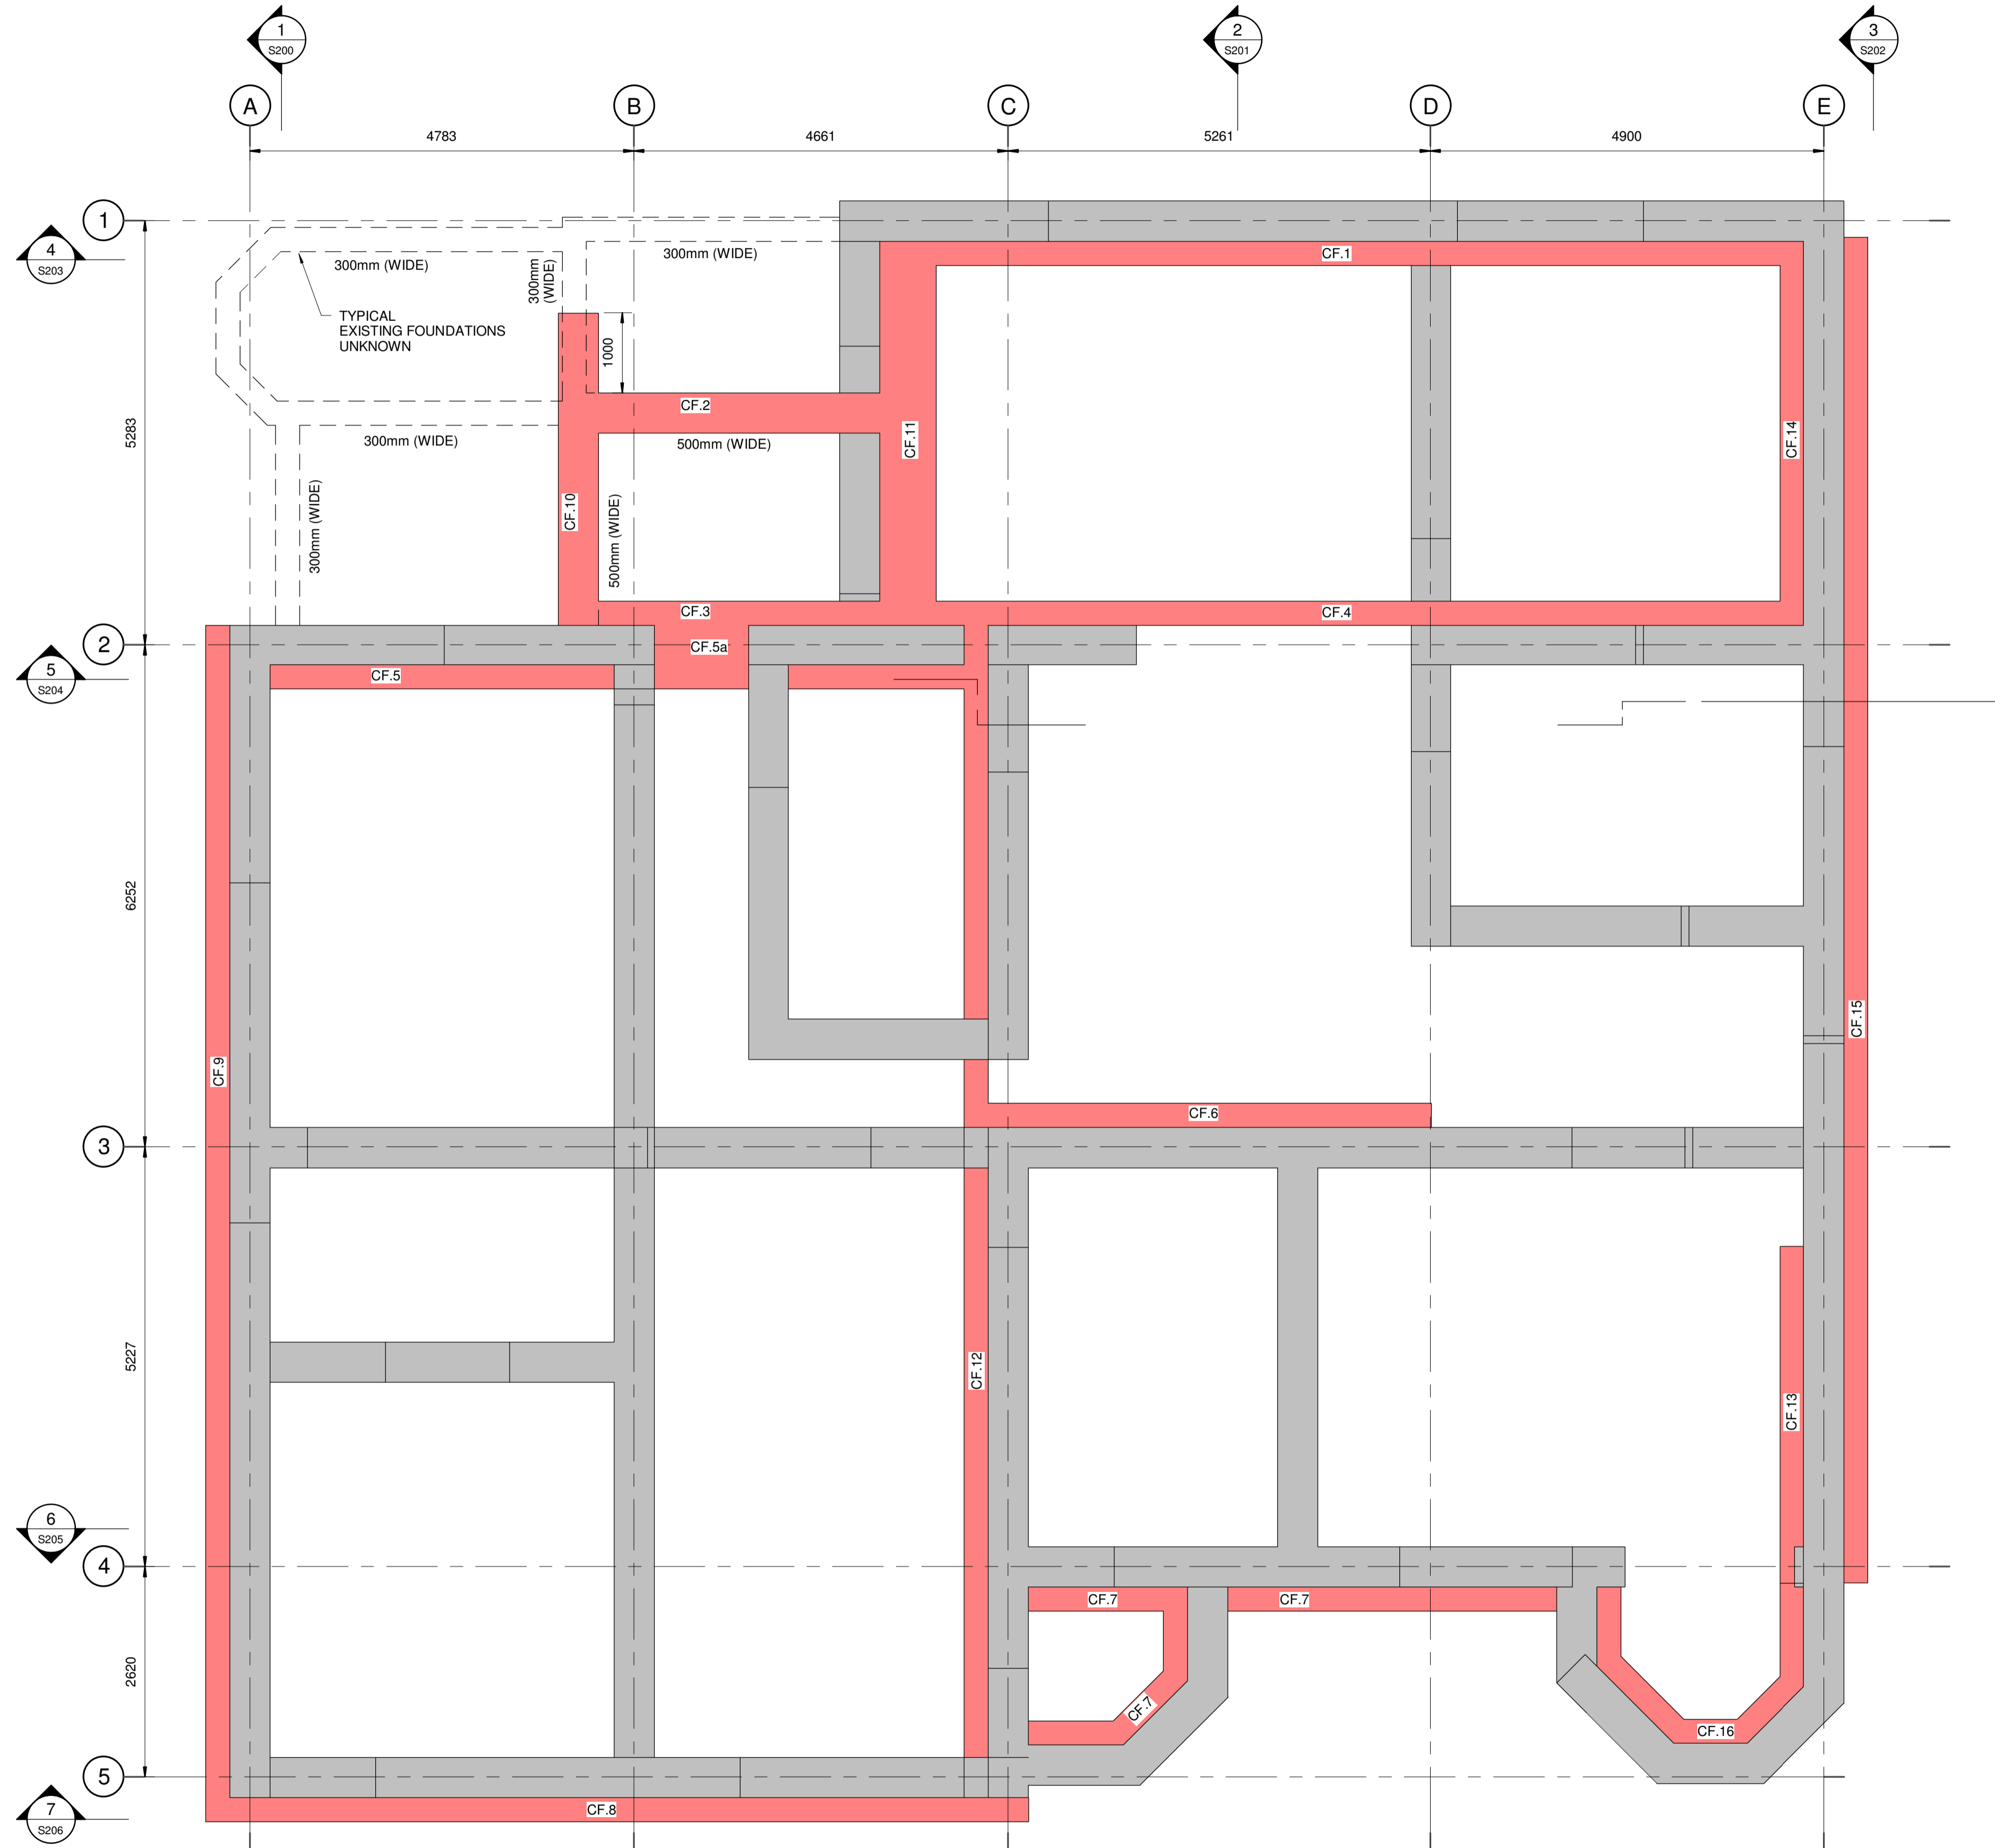 1
S200
2
S201
3
S202
A
B
C
D
E
4783
4661
5261
4900
1
4
S203
300mm (WIDE)
300mm
(WIDE)
300mm (WIDE)
CF.1
TYPICAL
EXISTING FOUNDATIONS
UNKNOWN
1000
CF.2
300mm (WIDE)
500mm (WIDE)
5283
CF.11
CF.14
CF.10
300mm (WIDE)
500mm (WIDE)
CF.3
CF.4
2
CF.5a
5
S204
CF.5
6252
CF.15
CF.9
CF.6
3
5227
CF.12
CF.13
6
S205
4
CF.7
CF.7
2620
CF.7
CF.16
5
7
S206
CF.8